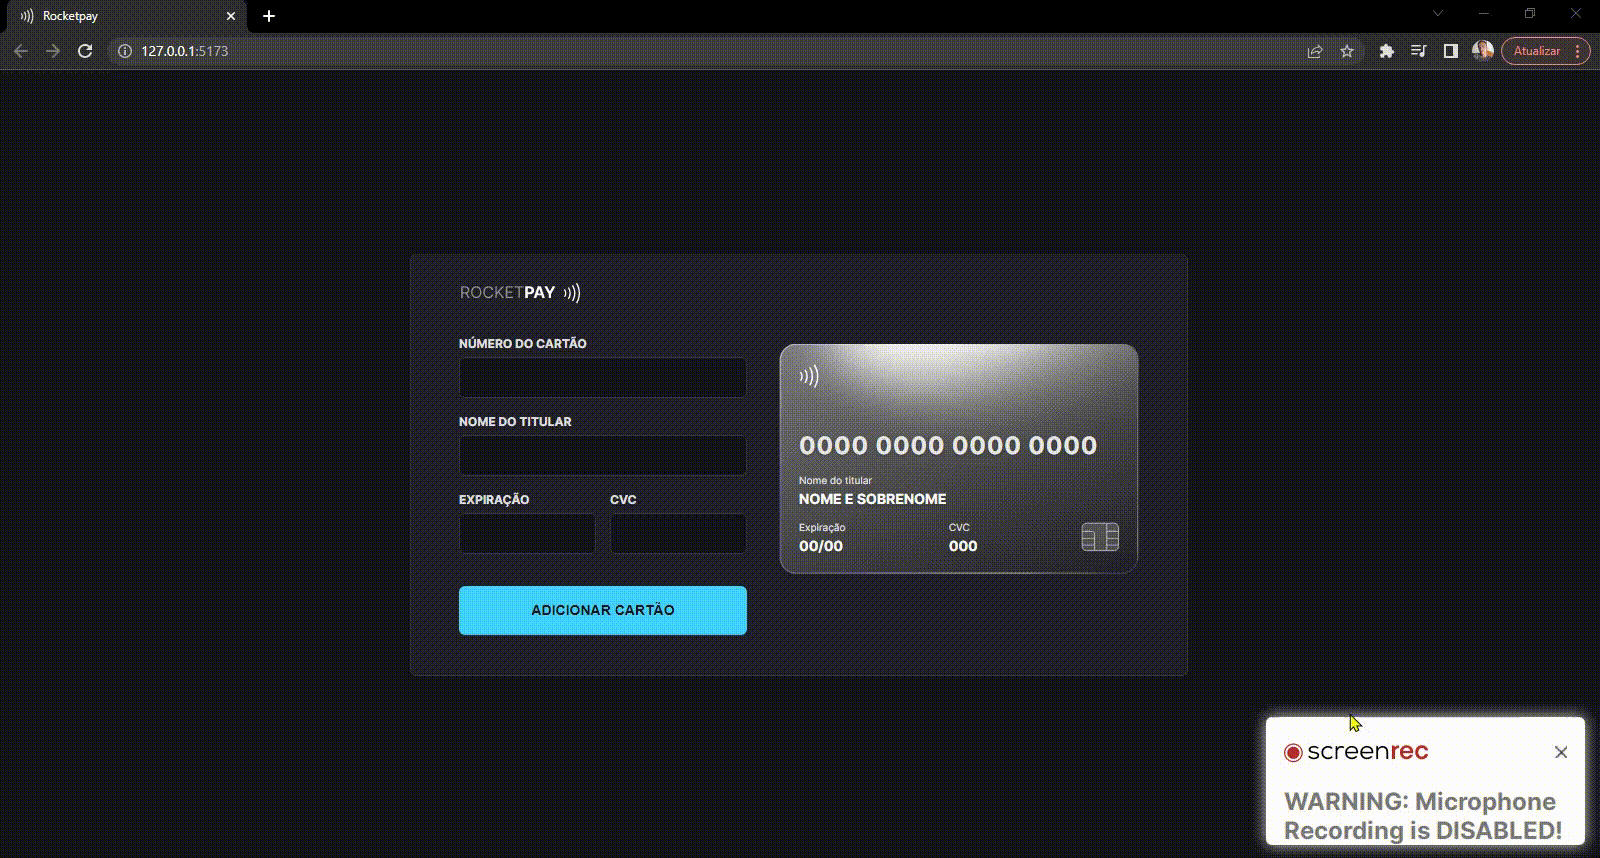 Rocketpay
127.0.0.1:5173
Atualizar
ROCKETPAY
NÚMERO DO CARTÃO
NOME DO TITULAR
EXPIRAÇÃO
CVC
ADICIONAR CARTÃO
0000 0000 0000 0000
Nome do titular
NOME E SOBRENOME
Expiração
CVC
00/00
000
screenrec
WARNING: Microphone
Recording is DISABLED!